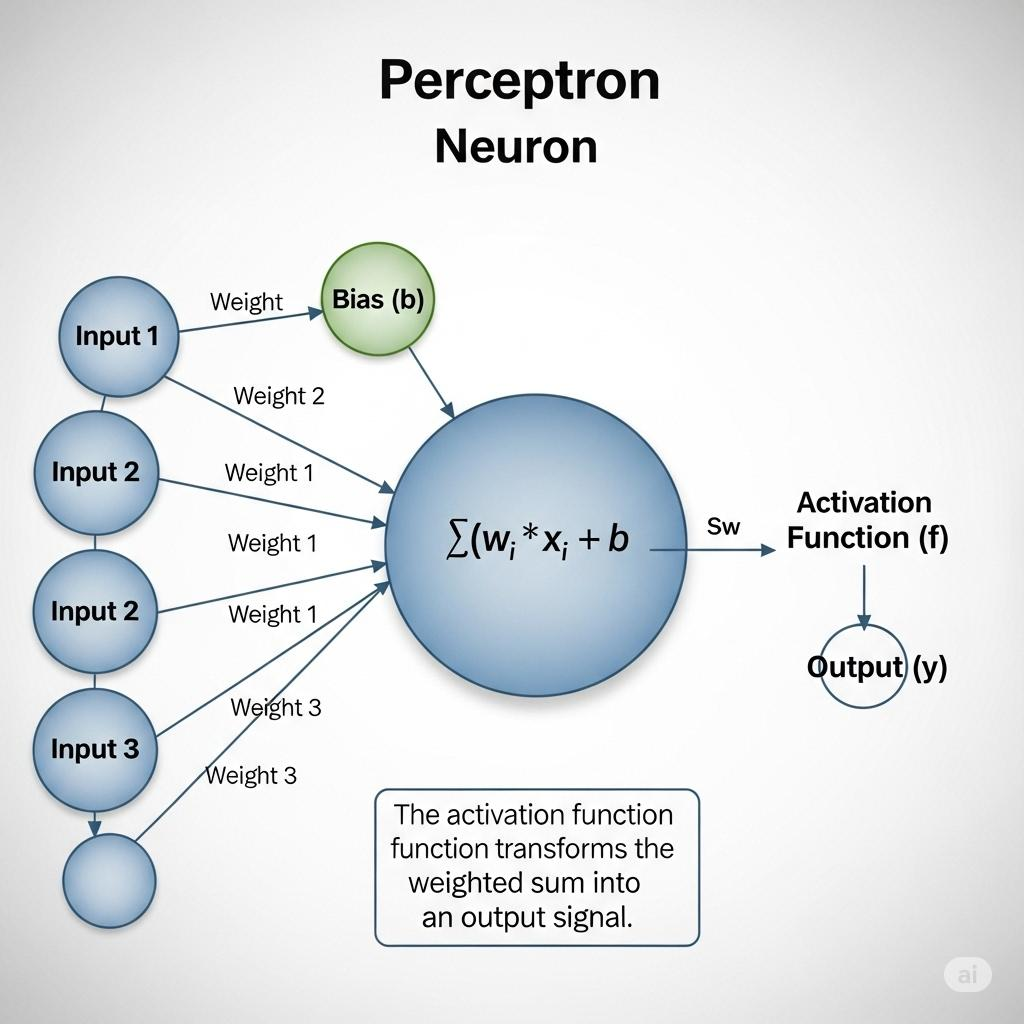 Perceptron
Neuron
Bias (b)
Weight
Input 1
Weight 2
Input 2
Weight 1
Weight 1
Input 2
Weight 1
∑(wᵢ*xᵢ + b
Sw
Activation
Function (f)
Output (y)
Input 3
Weight 3
Weight 3
The activation function
function transforms the
weighted sum into
an output signal.
ai